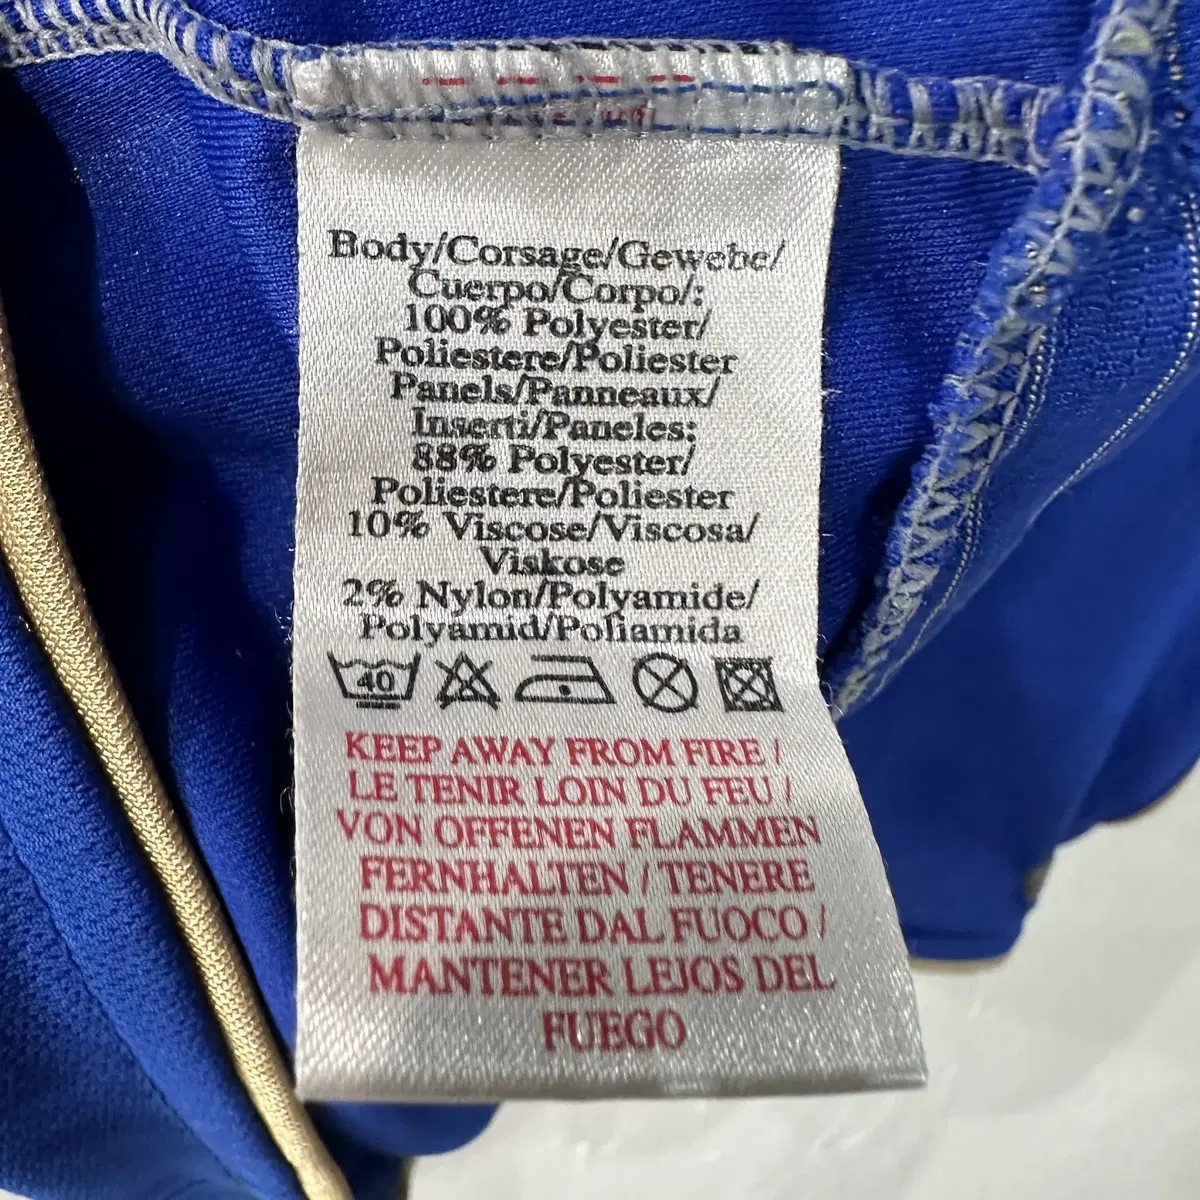 Body/Corsage/Gewebe/
Cuerpo/Corpo/:
100% Polyester/
Poliestere/Poliester
Panels/Panneaux/
Inserti/Paneles:
88% Polyester/
Poliestere/Poliester
10% Viscose/Viscosa/
Viskose
2% Nylon/Polyamide/
Polyamid/Poliamida
40
KEEP AWAY FROM FIRE /
LE TENIR LOIN DU FEU /
VON OFFENEN FLAMMEN
FERNHALTEN / TENERE
DISTANTE DAL FUOCO /
MANTENER LEJOS DEL
FUEGO